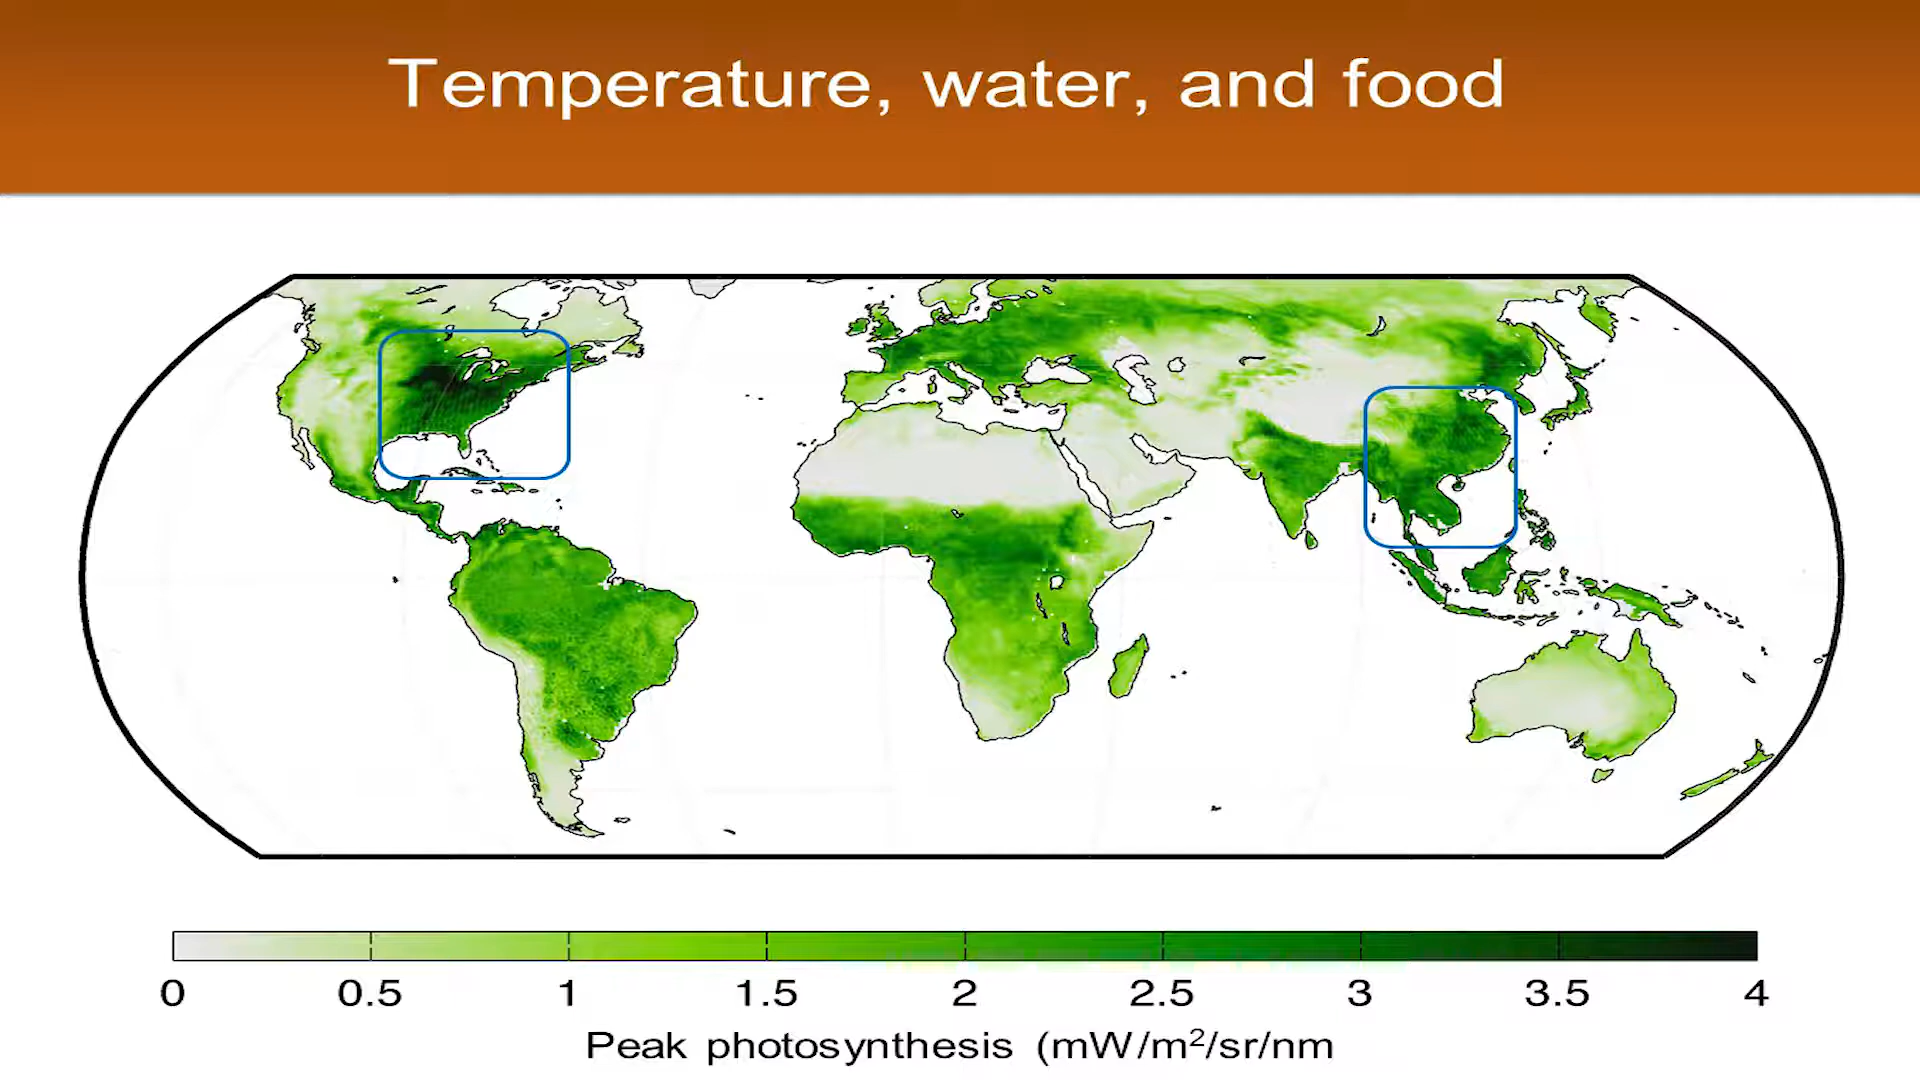 Temperature, water, and food
0 0.5 1 1.5 2 2.5 3 3.5 4
Peak photosynthesis (mW/m²/sr/nm